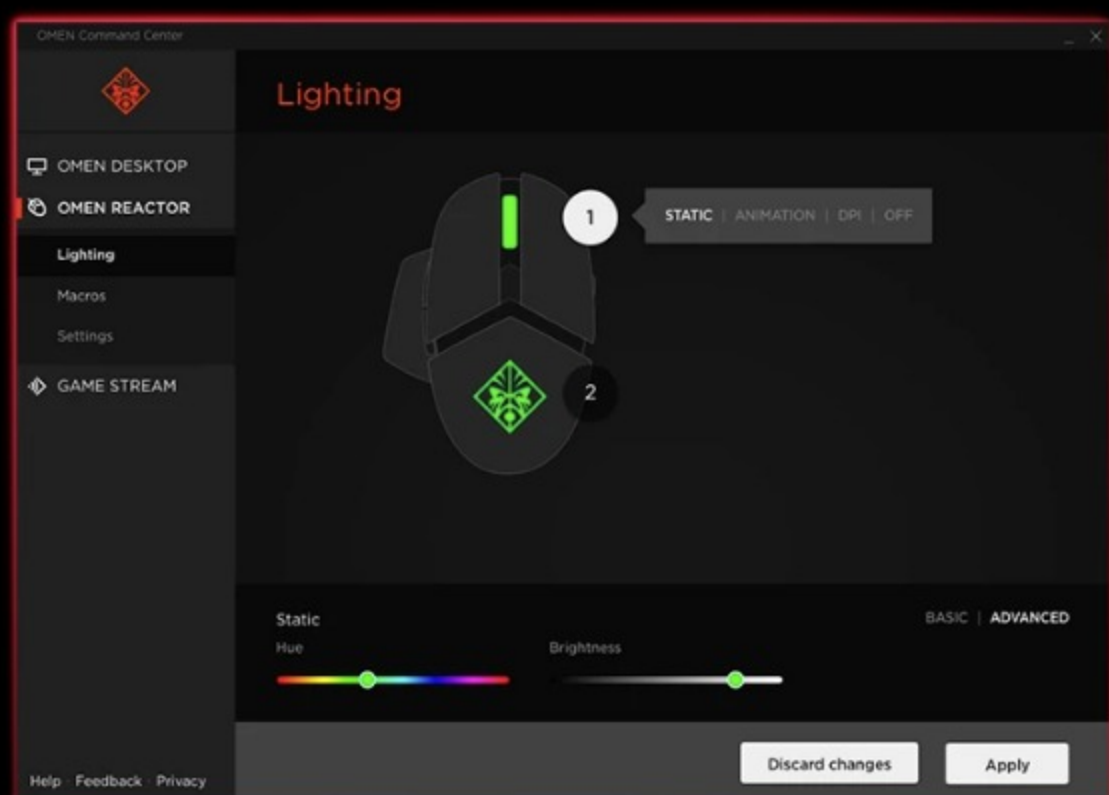 OMEN Command Center
Lighting
OMEN DESKTOP
OMEN REACTOR
Lighting
Macros
Settings
GAME STREAM
1
STATIC | ANIMATION | DPI | OFF
2
Static
BASIC | ADVANCED
Hue
Brightness
Discard changes
Apply
Help · Feedback · Privacy